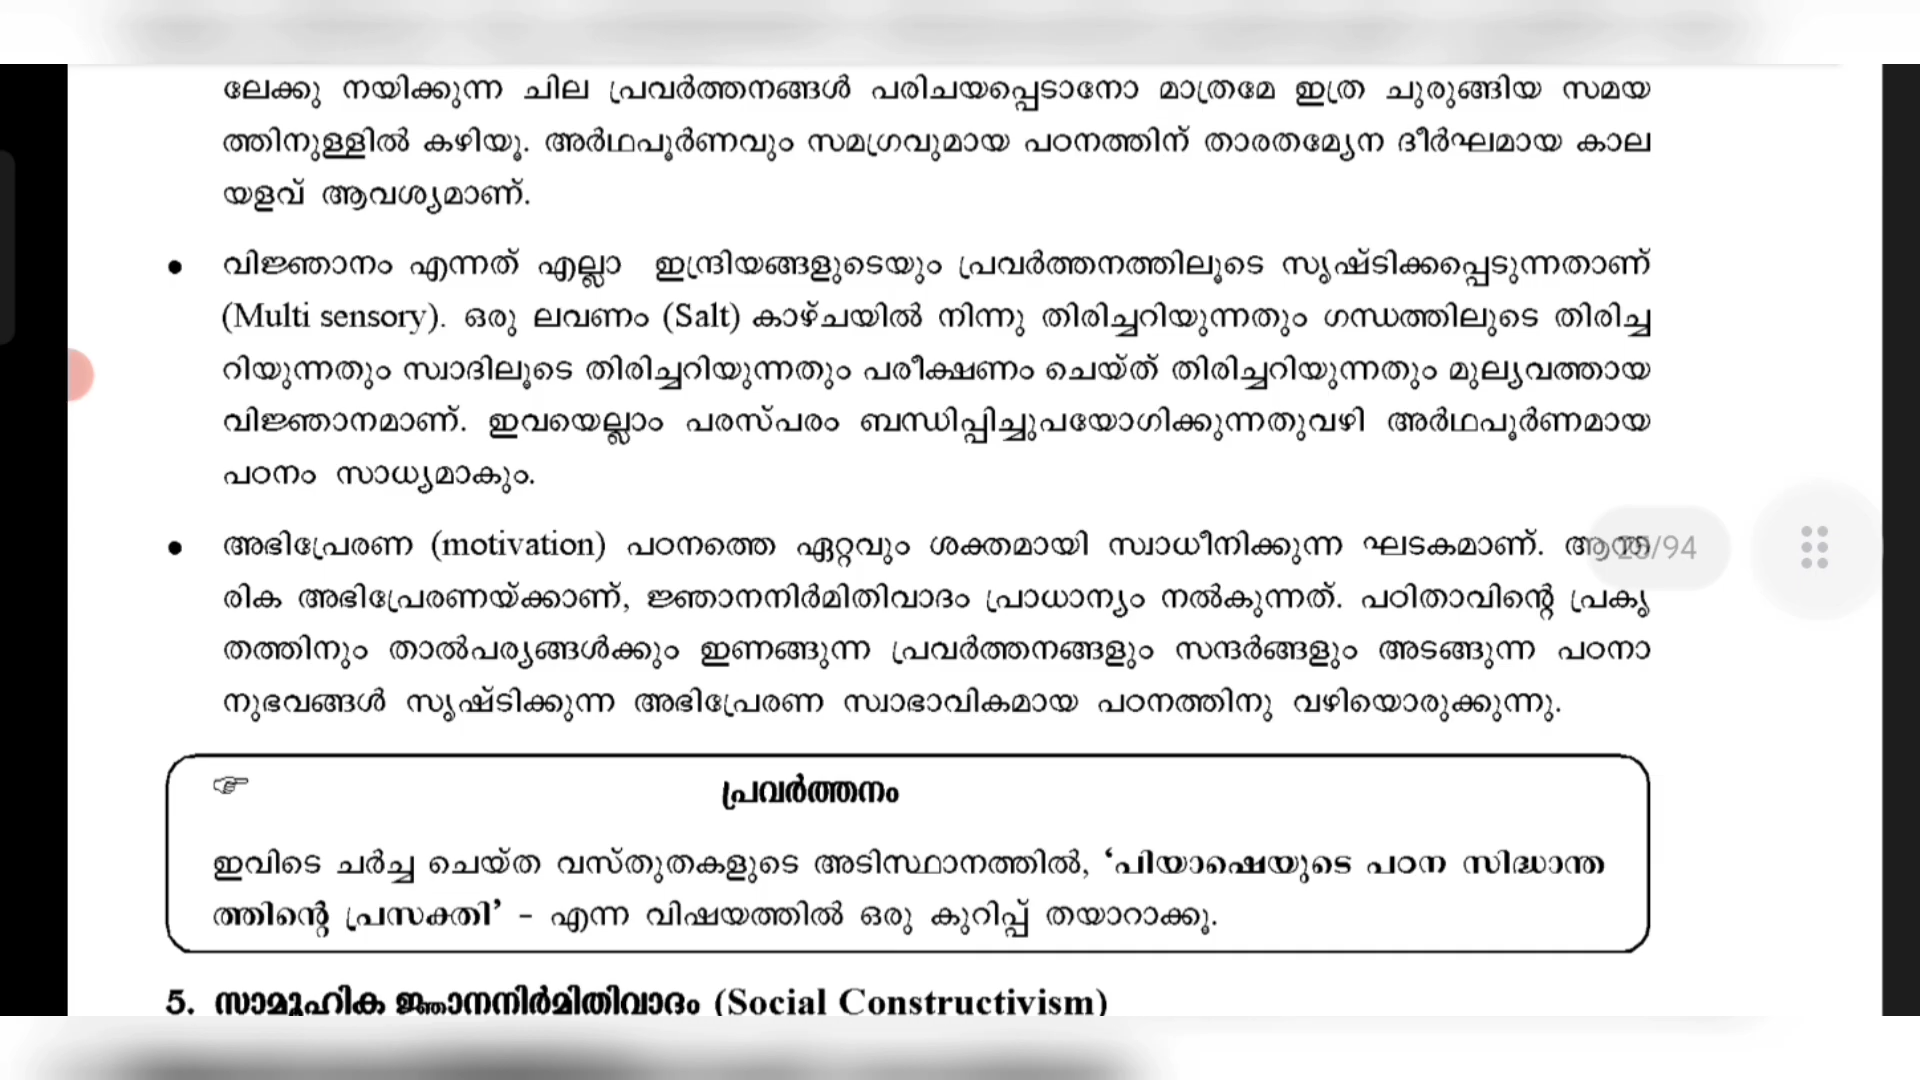 ലേക്കു നയിക്കുന്ന ചില പ്രവർത്തനങ്ങൾ പരിചയപ്പെടാനോ മാത്രമേ ഇത്ര ചുരുങ്ങിയ സമയ
ത്തിനുള്ളിൽ കഴിയൂ. അർഥപൂർണവും സമഗ്രവുമായ പഠനത്തിന് താരതമ്യേന ദീർഘമായ കാല
യളവ് ആവശ്യമാണ്.
• വിജ്ഞാനം എന്നത് എല്ലാ ഇന്ദ്രിയങ്ങളുടെയും പ്രവർത്തനത്തിലൂടെ സൃഷ്ടിക്കപ്പെടുന്നതാണ്
(Multi sensory). ഒരു ലവണം (Salt) കാഴ്ചയിൽ നിന്നു തിരിച്ചറിയുന്നതും ഗന്ധത്തിലുടെ തിരിച്ച
റിയുന്നതും സ്വാദിലൂടെ തിരിച്ചറിയുന്നതും പരീക്ഷണം ചെയ്ത് തിരിച്ചറിയുന്നതും മുല്യവത്തായ
വിജ്ഞാനമാണ്. ഇവയെല്ലാം പരസ്പരം ബന്ധിപ്പിച്ചുപയോഗിക്കുന്നതുവഴി അർഥപൂർണമായ
പഠനം സാധ്യമാകും.
• അഭിപ്രേരണ (motivation) പഠനത്തെ ഏറ്റവും ശക്തമായി സ്വാധീനിക്കുന്ന ഘടകമാണ്. ആന്ത
രിക അഭിപ്രേരണയ്ക്കാണ്, ജ്ഞാനനിർമിതിവാദം പ്രാധാന്യം നൽകുന്നത്. പഠിതാവിന്റെ പ്രകൃ
തത്തിനും താൽപര്യങ്ങൾക്കും ഇണങ്ങുന്ന പ്രവർത്തനങ്ങളും സന്ദർങ്ങളും അടങ്ങുന്ന പഠനാ
നുഭവങ്ങൾ സൃഷ്ടിക്കുന്ന അഭിപ്രേരണ സ്വാഭാവികമായ പഠനത്തിനു വഴിയൊരുക്കുന്നു.
പ്രവർത്തനം
ഇവിടെ ചർച്ച ചെയ്ത വസ്തുതകളുടെ അടിസ്ഥാനത്തിൽ, ‘പിയാഷെയുടെ പഠന സിദ്ധാന്ത
ത്തിന്റെ പ്രസക്തി’ - എന്ന വിഷയത്തിൽ ഒരു കുറിപ്പ് തയാറാക്കൂ.
5. സാമൂഹിക ജ്ഞാനനിർമിതിവാദം (Social Constructivism)